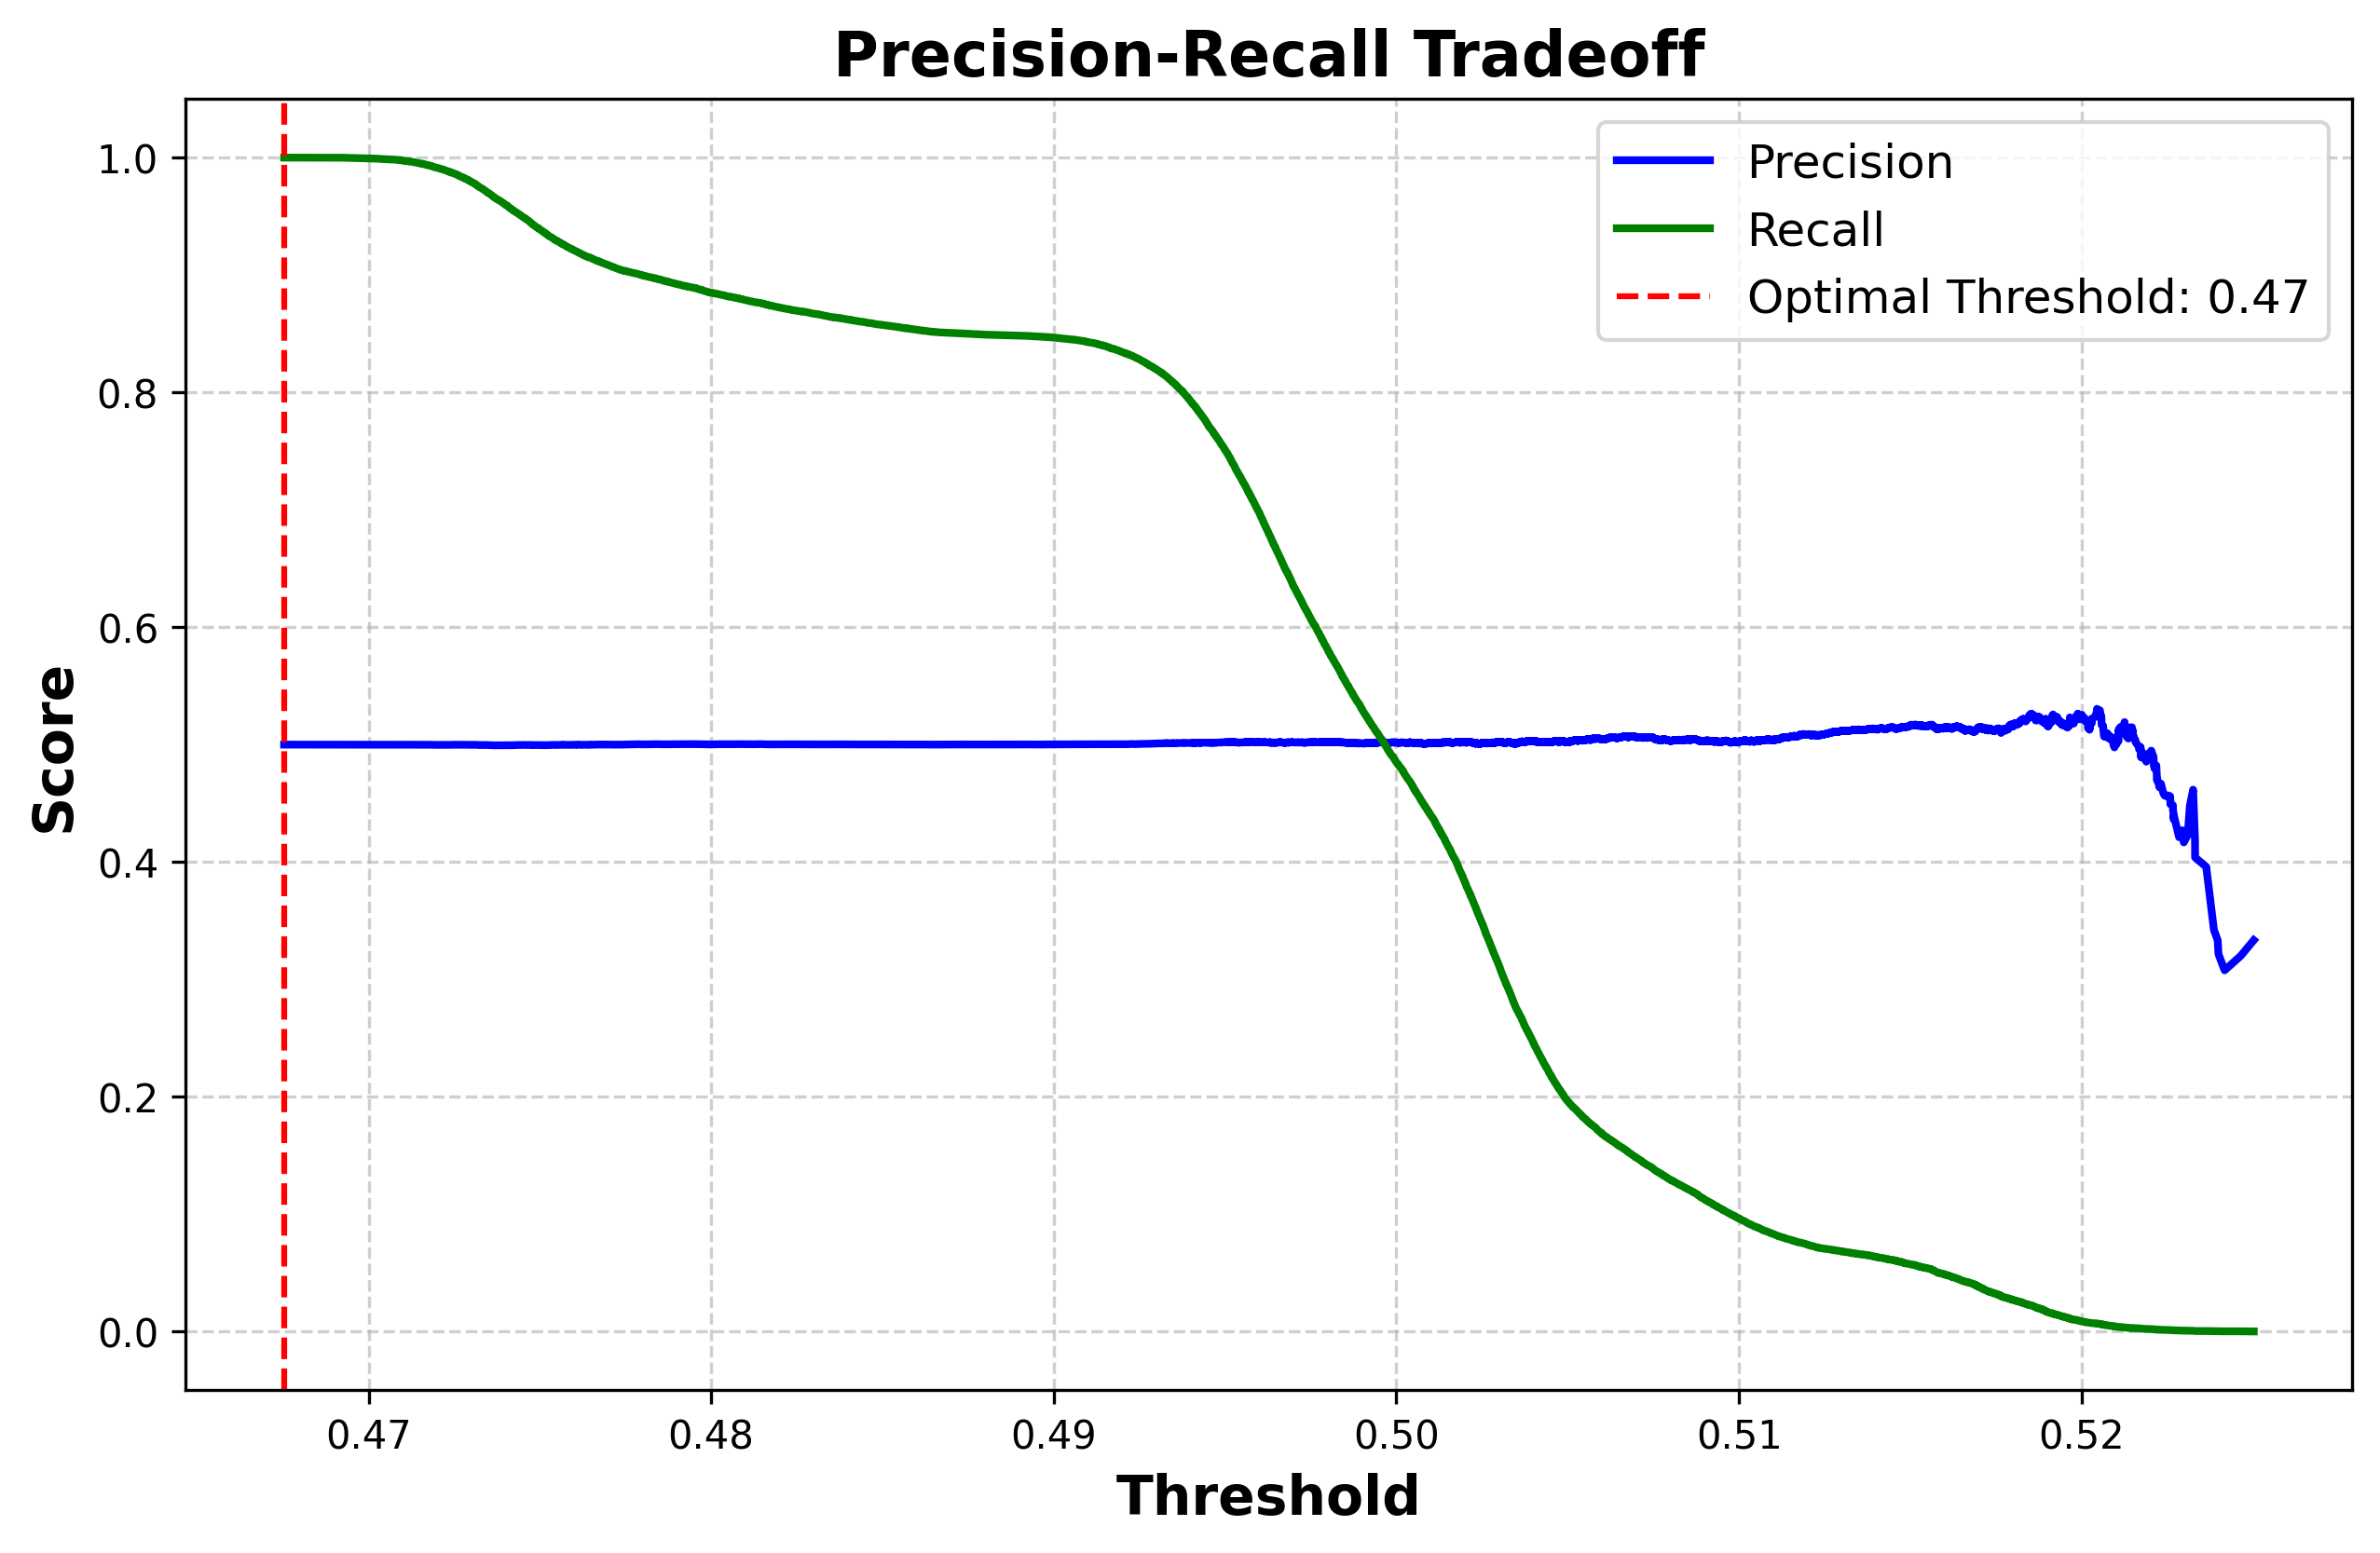 Precision-Recall Tradeoff
Precision
Recall
Optimal Threshold: 0.47
Score
1.0
0.8
0.6
0.4
0.2
0.0
0.47 0.48 0.49 0.50 0.51 0.52
Threshold